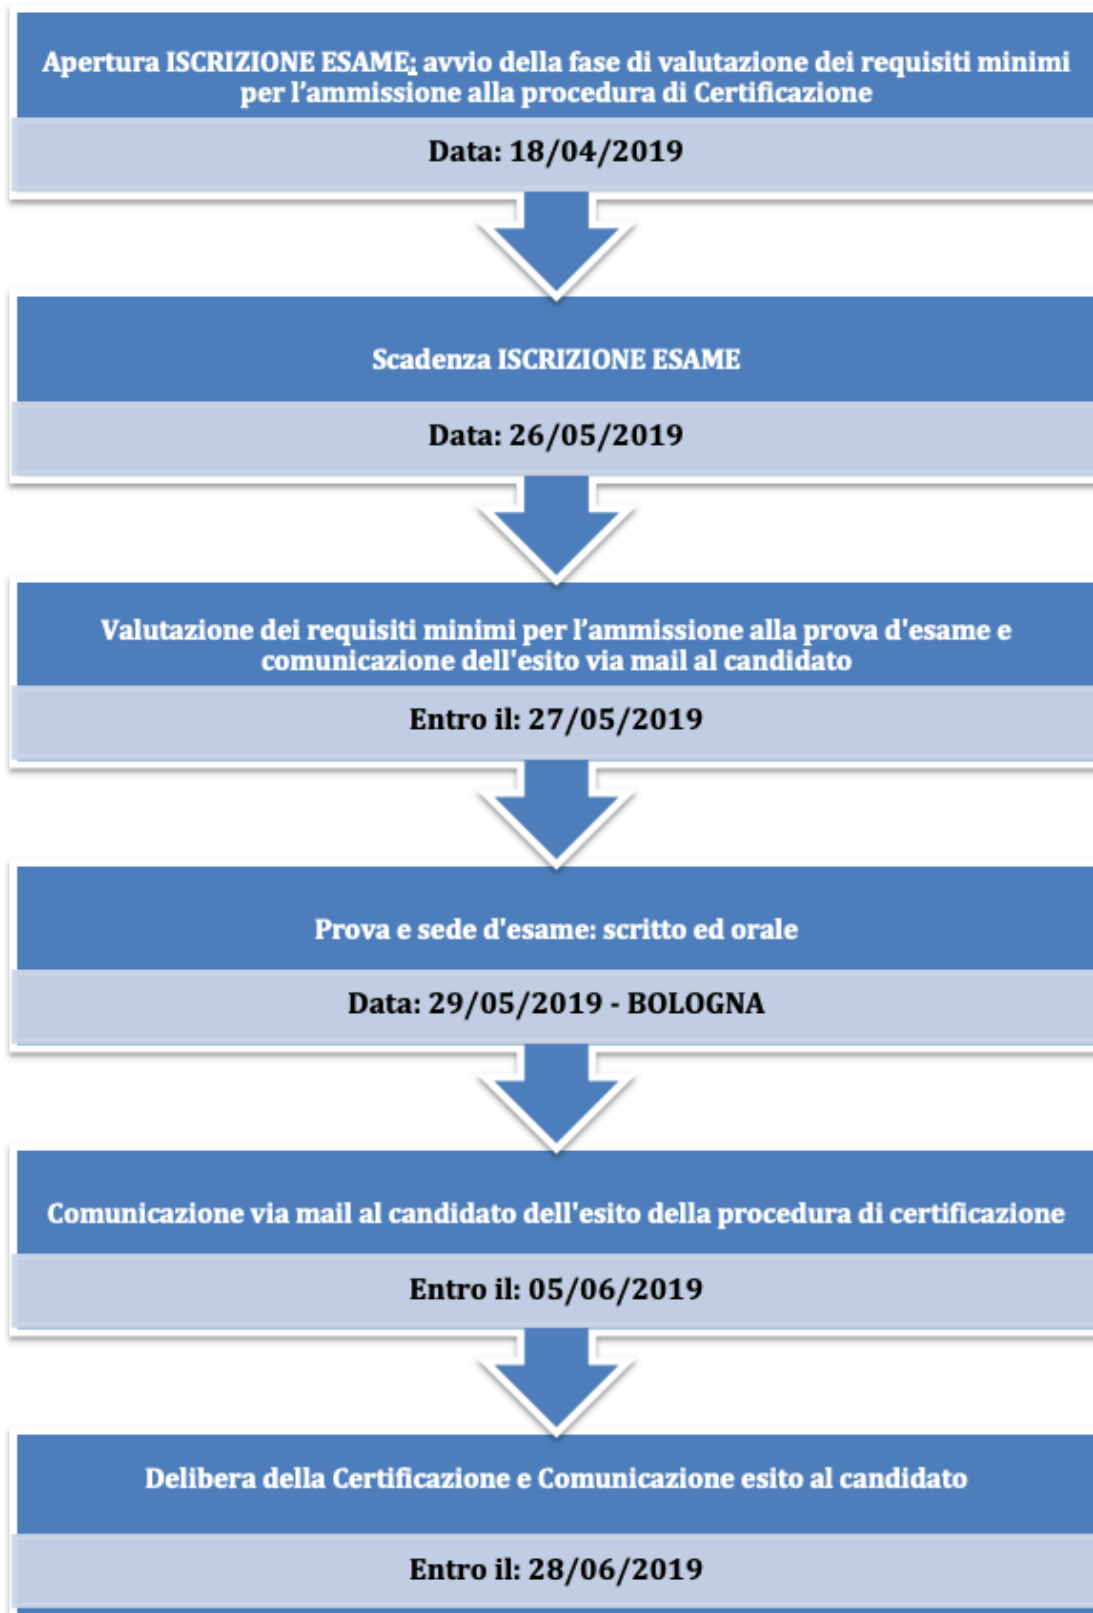 Apertura ISCRIZIONE ESAME: avvio della fase di valutazione dei requisiti minimi
per l’ammissione alla procedura di Certificazione
Data: 18/04/2019
Scadenza ISCRIZIONE ESAME
Data: 26/05/2019
Valutazione dei requisiti minimi per l’ammissione alla prova d'esame e
comunicazione dell'esito via mail al candidato
Entro il: 27/05/2019
Prova e sede d'esame: scritto ed orale
Data: 29/05/2019 - BOLOGNA
Comunicazione via mail al candidato dell'esito della procedura di certificazione
Entro il: 05/06/2019
Delibera della Certificazione e Comunicazione esito al candidato
Entro il: 28/06/2019